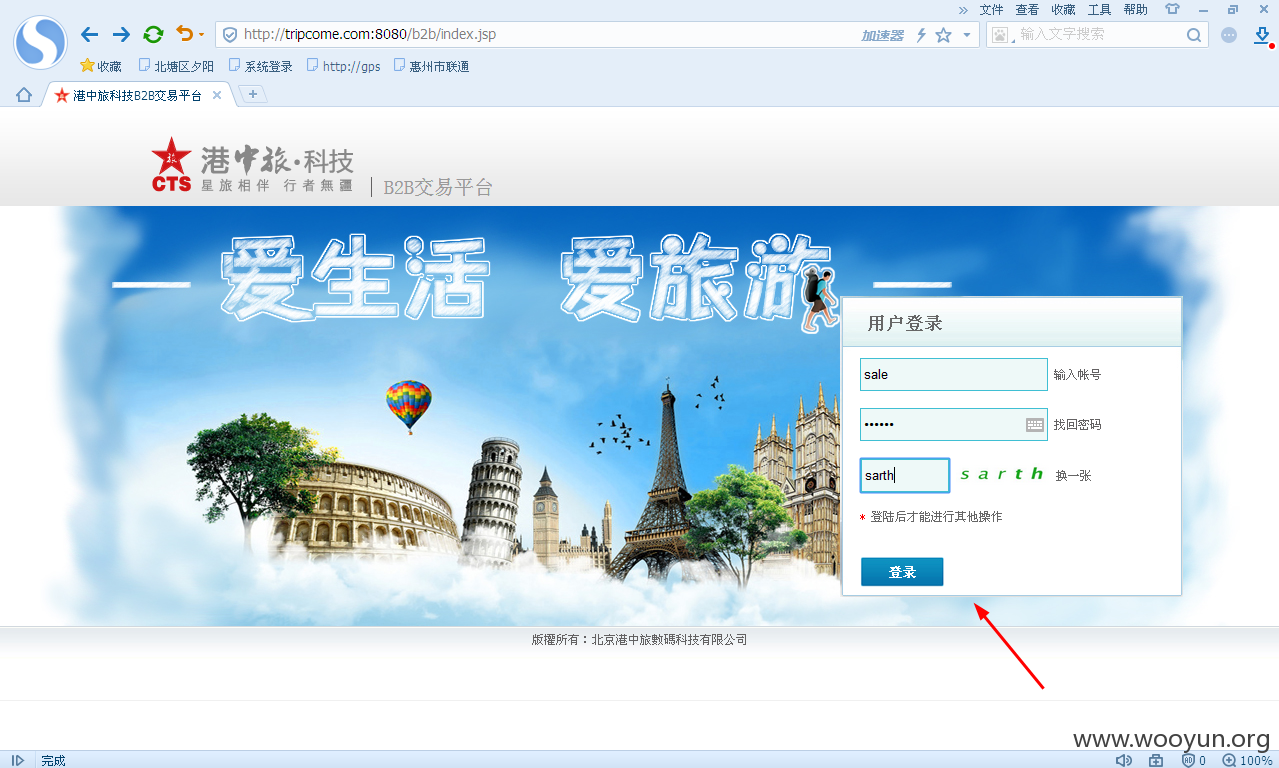 » 文件 查看 收藏 工具 帮助
http://tripcome.com:8080/b2b/index.jsp 加速器 输入文字搜索
收藏 北塘区夕阳 系统登录 http://gps 惠州市联通
港中旅科技B2B交易平台
旅
CTS
港中旅·科技
星旅相伴 行者無疆
B2B交易平台
爱生活 爱旅游
用户登录
sale 输入帐号
•••••• 找回密码
sarth sarth 换一张
* 登陆后才能进行其他操作
登录
版權所有：北京港中旅數碼科技有限公司
www.wooyun.org
完成 0 100%